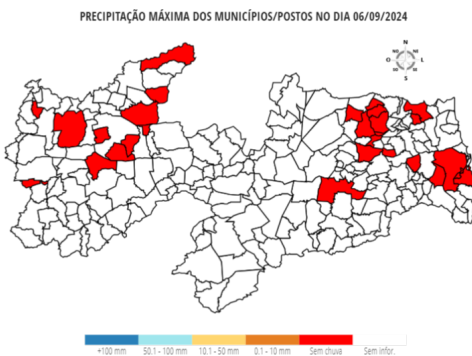 PRECIPITAÇÃO MÁXIMA DOS MUNICÍPIOS/POSTOS NO DIA 06/09/2024
N
O L
S
+100 mm 50.1 - 100 mm 10.1 - 50 mm 0.1 - 10 mm Sem chuva Sem infor.